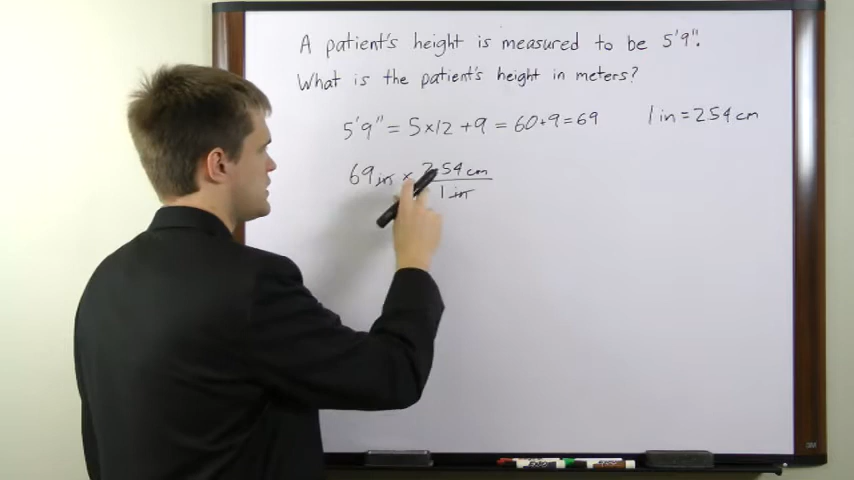 A patient's height is measured to be 5'9".
What is the patient's height in meters?
5'9" = 5×12 +9 = 60+9=69 1 in = 2.54 cm
69 in × 2.54 cm
1 in
EXPO